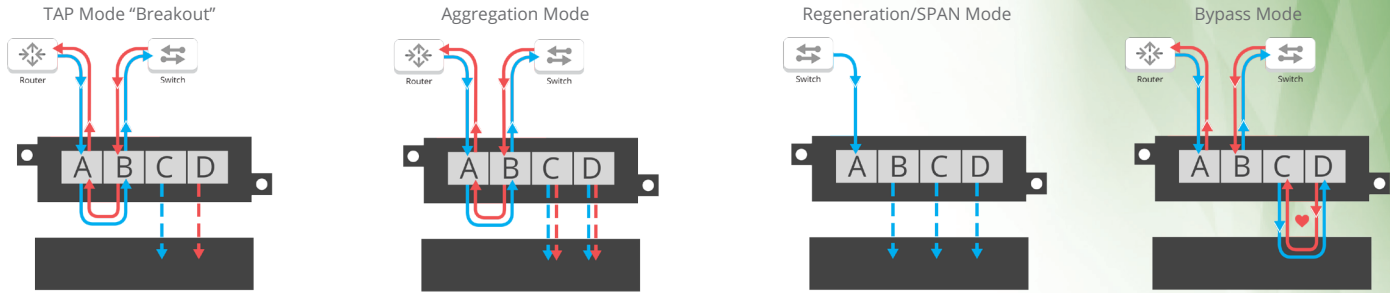 TAP Mode “Breakout”
Router
Switch
A B C D
Aggregation Mode
Router
Switch
A B C D
Regeneration/SPAN Mode
Switch
A B C D
Bypass Mode
Router
Switch
A B C D